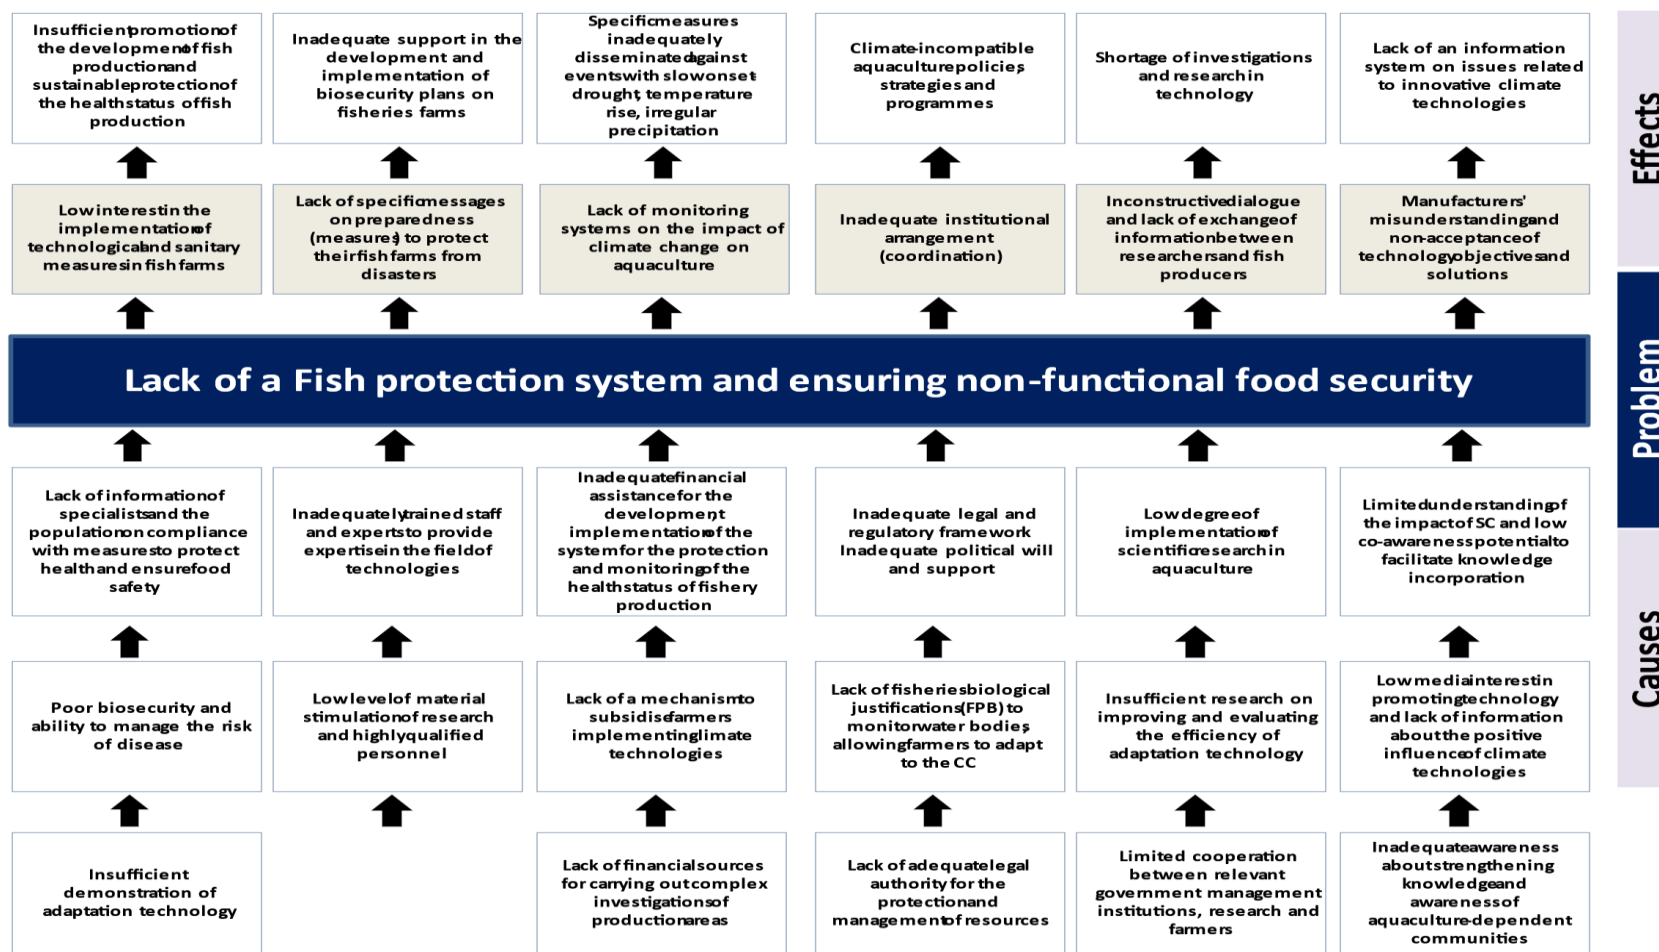 Insufficient promotion of
the development of fish
production and
sustainable protection of
the health status of fish
production
Inadequate support in the
development and
implementation of
biosecurity plans on
fisheries farms
Specific measures
inadequately
disseminated against
events with slow onset:
drought, temperature
rise, irregular
precipitation
Climate-incompatible
aquaculture policies,
strategies and
programmes
Shortage of investigations
and research in
technology
Lack of an information
system on issues related
to innovative climate
technologies
Effects
Low interest in the
implementation of
technological and sanitary
measures in fish farms
Lack of specific messages
on preparedness
(measures) to protect
their fish farms from
disasters
Lack of monitoring
systems on the impact of
climate change on
aquaculture
Inadequate institutional
arrangement
(coordination)
Inconstructive dialogue
and lack of exchange of
information between
researchers and fish
producers
Manufacturers'
misunderstanding and
non-acceptance of
technology objectives and
solutions
Lack of a Fish protection system and ensuring non-functional food security
Problem
Lack of information of
specialists and the
population on compliance
with measures to protect
health and ensure food
safety
Inadequately trained staff
and experts to provide
expertise in the field of
technologies
Inadequate financial
assistance for the
development,
implementation of the
system for the protection
and monitoring of the
health status of fishery
production
Inadequate legal and
regulatory framework
Inadequate political will
and support
Low degree of
implementation of
scientific research in
aquaculture
Limited understanding of
the impact of SC and low
co-awareness potential to
facilitate knowledge
incorporation
Causes
Poor biosecurity and
ability to manage the risk
of disease
Low level of material
stimulation of research
and highly qualified
personnel
Lack of a mechanism to
subsidise farmers
implementing climate
technologies
Lack of fisheries biological
justifications (FPB) to
monitor water bodies,
allowing farmers to adapt
to the CC
Insufficient research on
improving and evaluating
the efficiency of
adaptation technology
Low media interest in
promoting technology
and lack of information
about the positive
influence of climate
technologies
Insufficient
demonstration of
adaptation technology
Lack of financial sources
for carrying out complex
investigations of
production areas
Lack of adequate legal
authority for the
protection and
management of resources
Limited cooperation
between relevant
government management
institutions, research and
farmers
Inadequate awareness
about strengthening
knowledge and
awareness of
aquaculture-dependent
communities